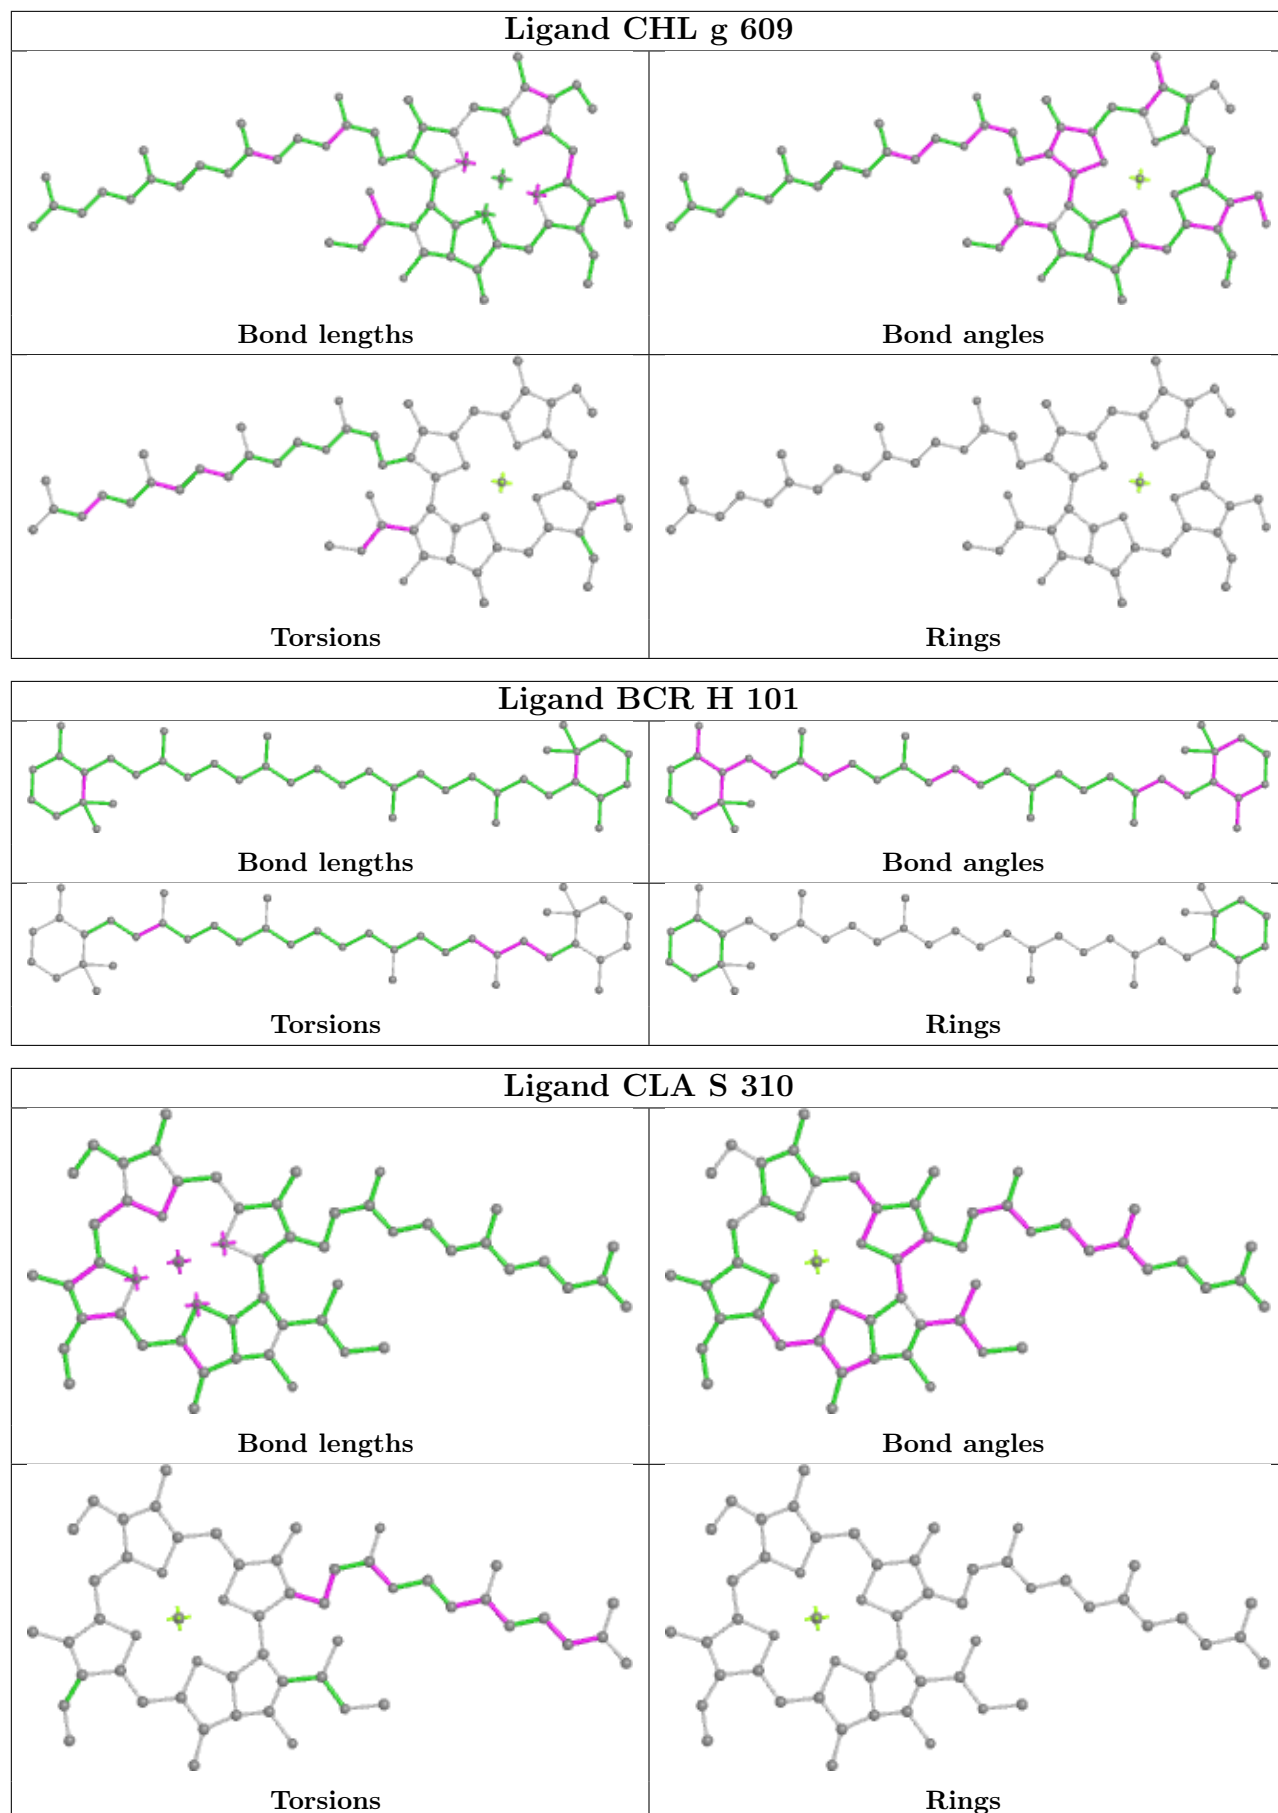 Ligand CHL g 609
Bond lengths
Bond angles
Torsions
Rings
Ligand BCR H 101
Bond lengths
Bond angles
Torsions
Rings
Ligand CLA S 310
Bond lengths
Bond angles
Torsions
Rings